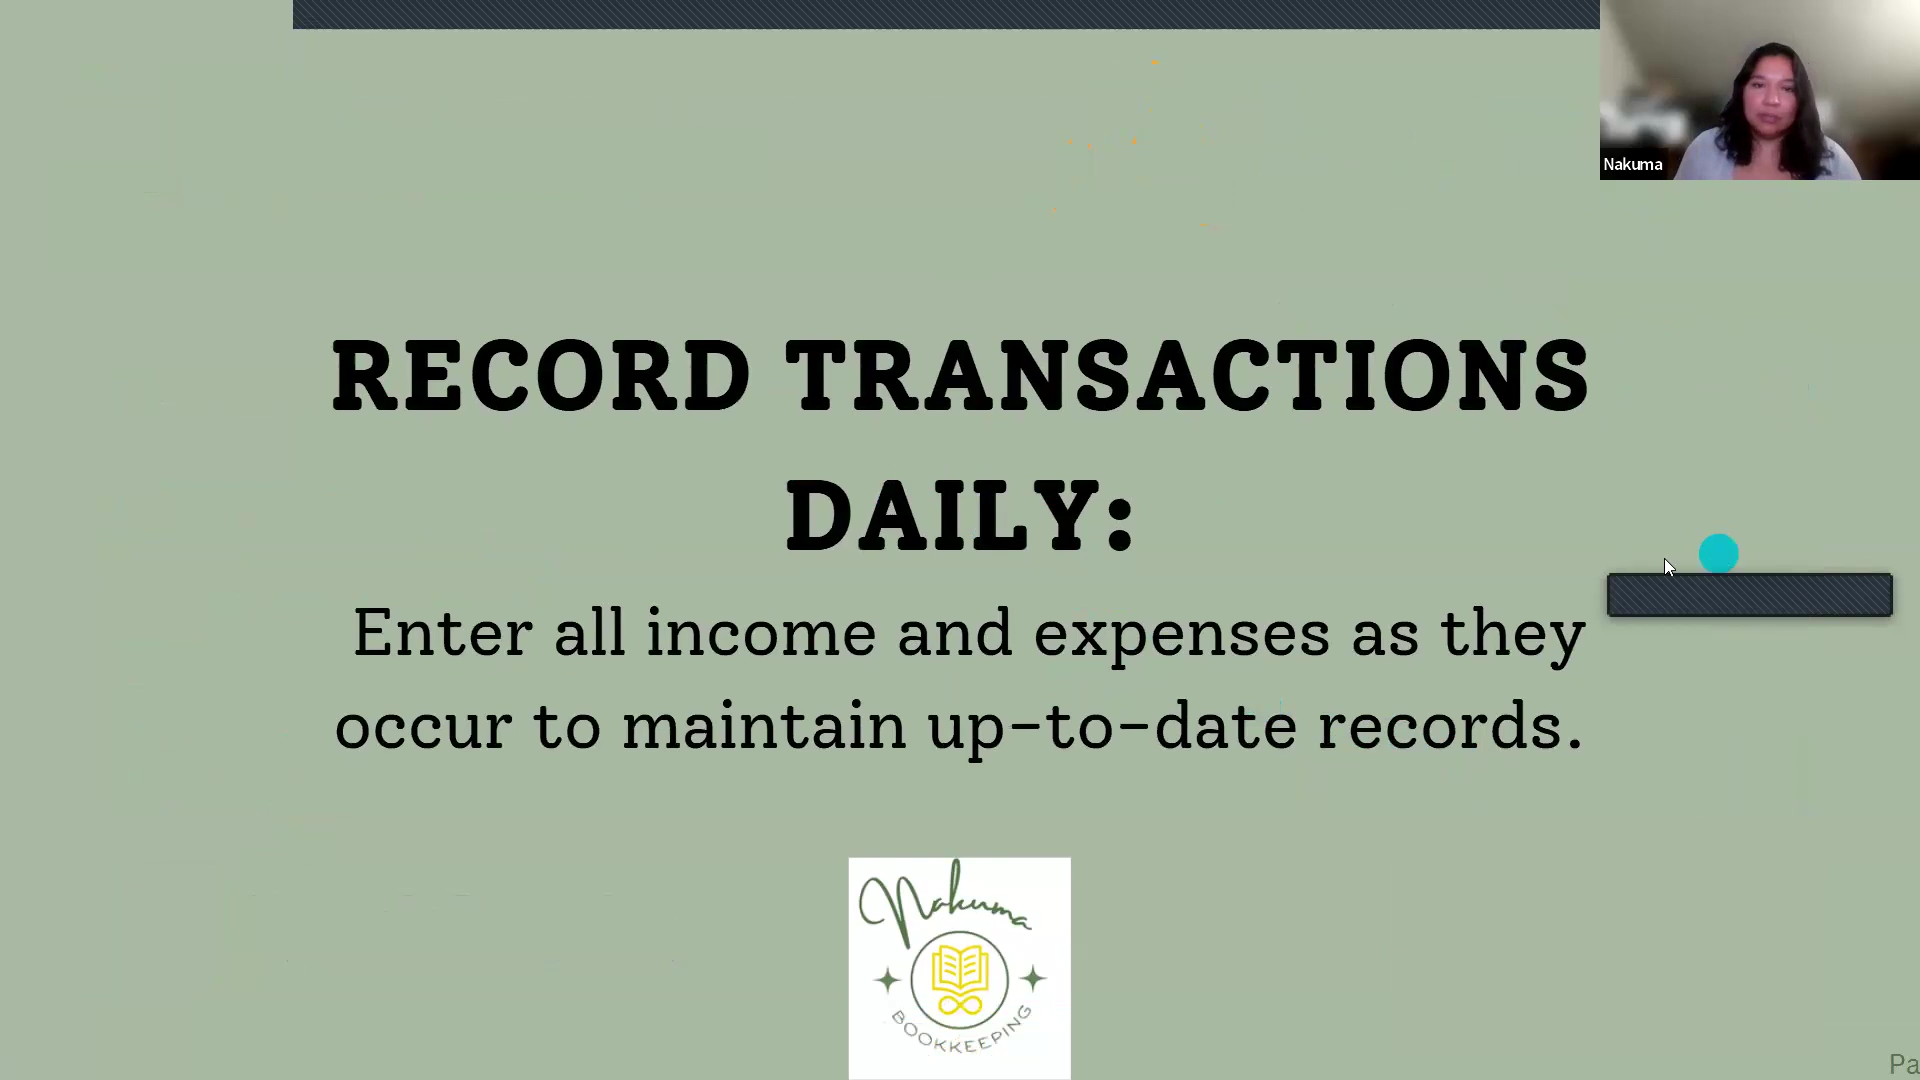 Nakuma
RECORD TRANSACTIONS
DAILY:
Enter all income and expenses as they
occur to maintain up-to-date records.
Nakuma
BOOKKEEPING
Pa